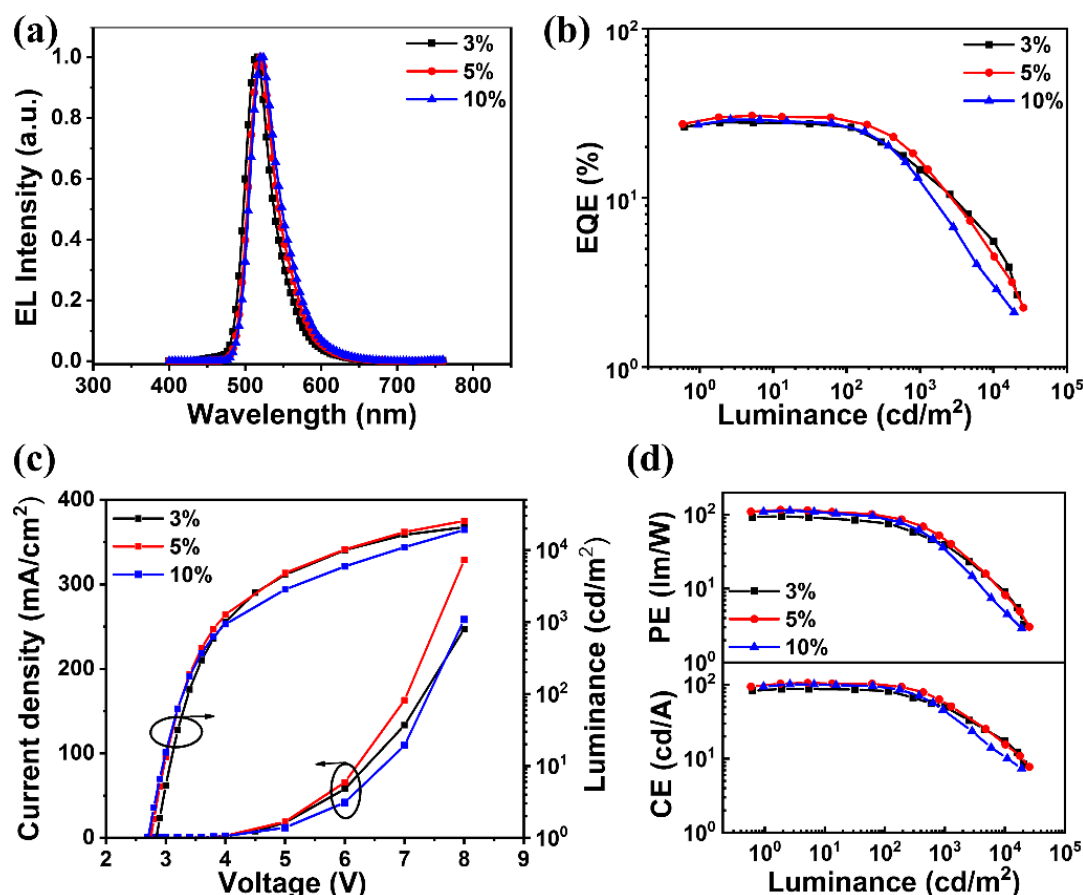 (a)
3%
5%
10%
EL Intensity (a.u.)
1.0
0.8
0.6
0.4
0.2
0.0
300 400 500 600 700 800
Wavelength (nm)
(b)
3%
5%
10%
EQE (%)
10²
10¹
10⁰
10⁰ 10¹ 10² 10³ 10⁴ 10⁵
Luminance (cd/m²)
(c)
3%
5%
10%
Current density (mA/cm²)
400
350
300
250
200
150
100
50
0
2 3 4 5 6 7 8 9
Voltage (V)
Luminance (cd/m²)
10⁴
10³
10²
10¹
10⁰
(d)
PE (lm/W)
10²
10¹
10⁰
3%
5%
10%
CE (cd/A)
10²
10¹
10⁰
10⁰ 10¹ 10² 10³ 10⁴ 10⁵
Luminance (cd/m²)